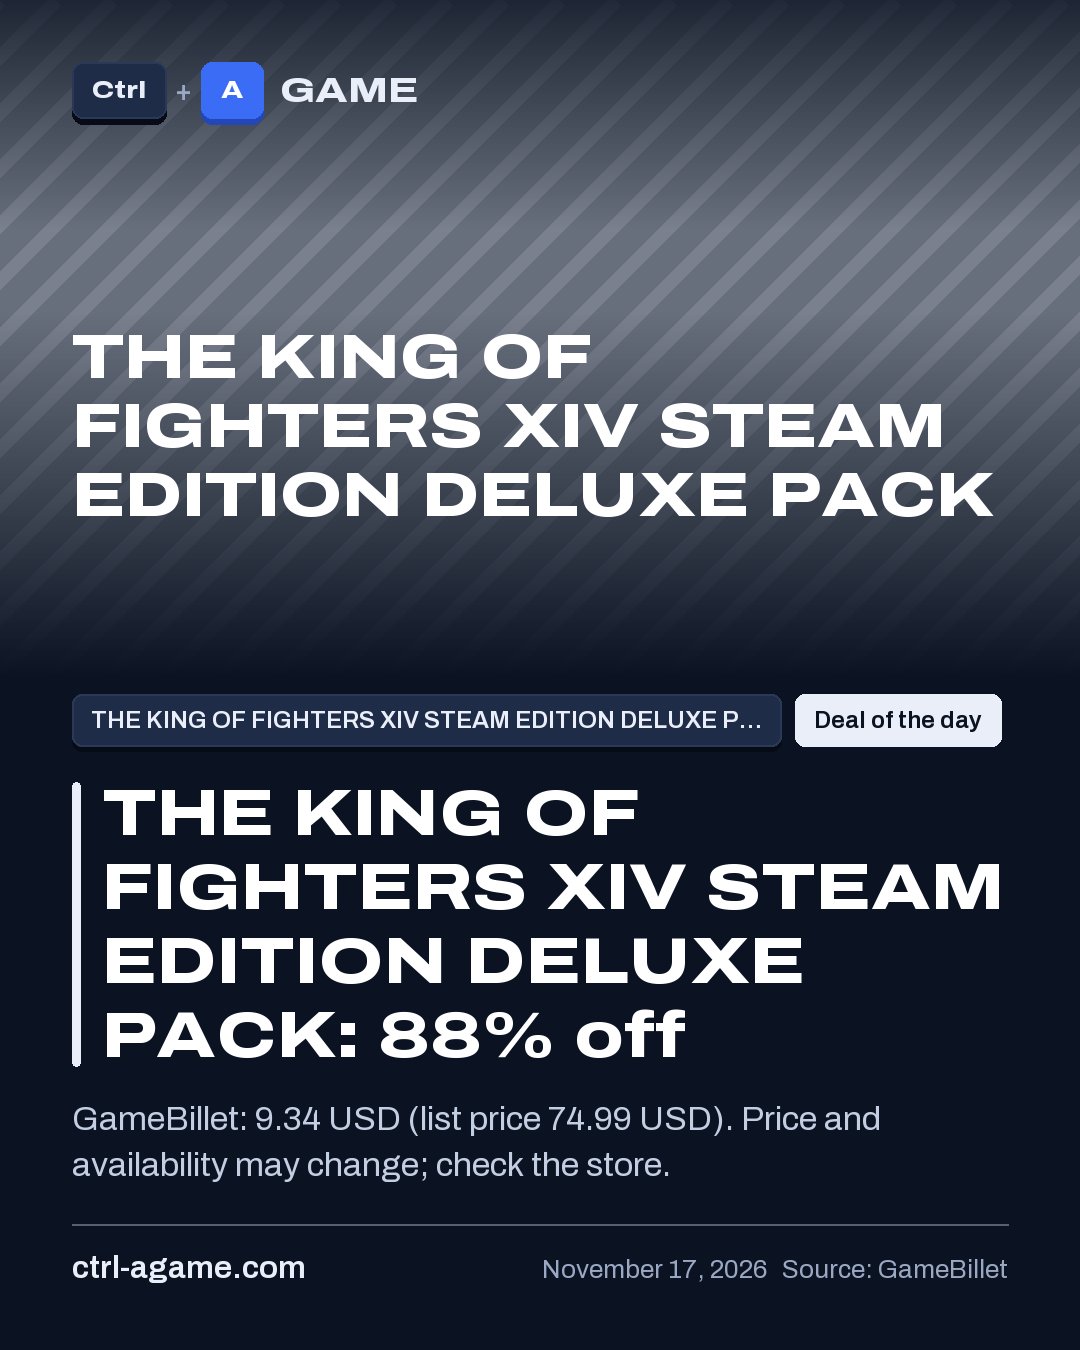 Ctrl + A GAME
THE KING OF
FIGHTERS XIV STEAM
EDITION DELUXE PACK
THE KING OF FIGHTERS XIV STEAM EDITION DELUXE P...
Deal of the day
THE KING OF
FIGHTERS XIV STEAM
EDITION DELUXE
PACK: 88% off
GameBillet: 9.34 USD (list price 74.99 USD). Price and
availability may change; check the store.
ctrl-agame.com
November 17, 2026 Source: GameBillet